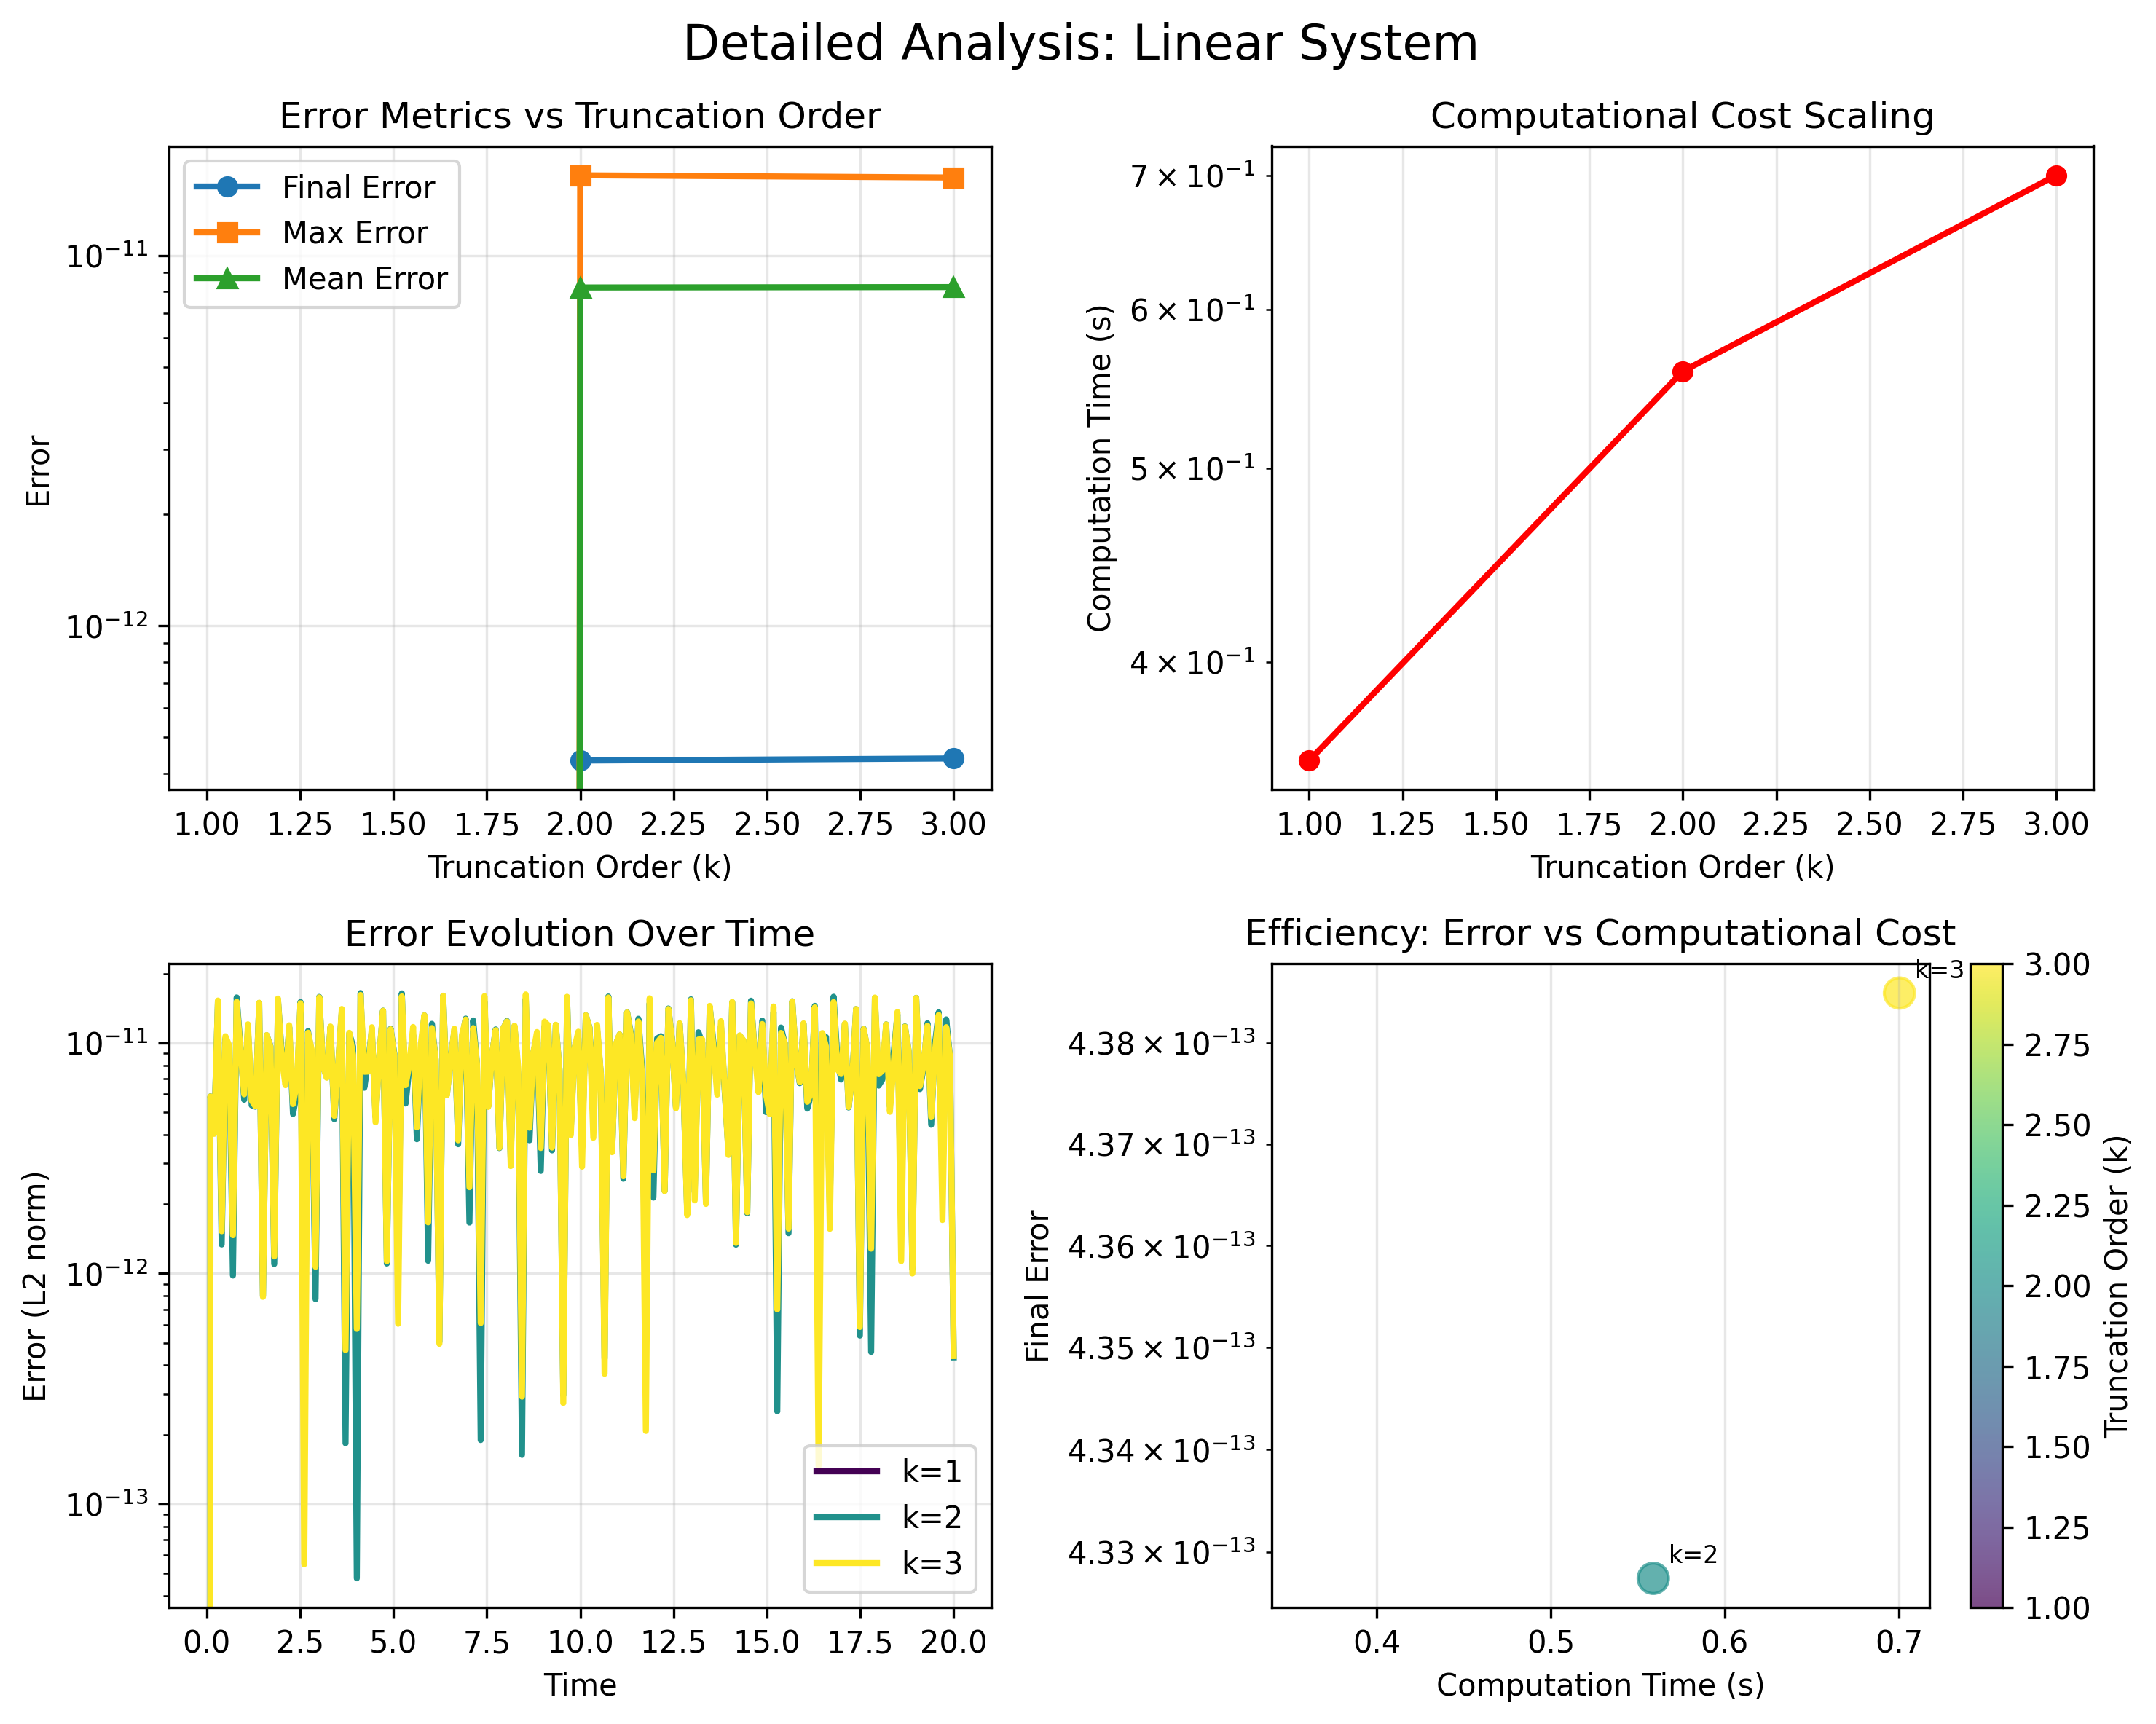 Detailed Analysis: Linear System
Error Metrics vs Truncation Order
Final Error
Max Error
Mean Error
10⁻¹¹
10⁻¹²
Error
1.00 1.25 1.50 1.75 2.00 2.25 2.50 2.75 3.00
Truncation Order (k)
Computational Cost Scaling
7 × 10⁻¹
6 × 10⁻¹
5 × 10⁻¹
4 × 10⁻¹
Computation Time (s)
1.00 1.25 1.50 1.75 2.00 2.25 2.50 2.75 3.00
Truncation Order (k)
Error Evolution Over Time
10⁻¹¹
10⁻¹²
10⁻¹³
Error (L2 norm)
k=1
k=2
k=3
0.0 2.5 5.0 7.5 10.0 12.5 15.0 17.5 20.0
Time
Efficiency: Error vs Computational Cost
k=3
k=2
4.38 × 10⁻¹³
4.37 × 10⁻¹³
4.36 × 10⁻¹³
4.35 × 10⁻¹³
4.34 × 10⁻¹³
4.33 × 10⁻¹³
Final Error
0.4 0.5 0.6 0.7
Computation Time (s)
3.00
2.75
2.50
2.25
2.00
1.75
1.50
1.25
1.00
Truncation Order (k)